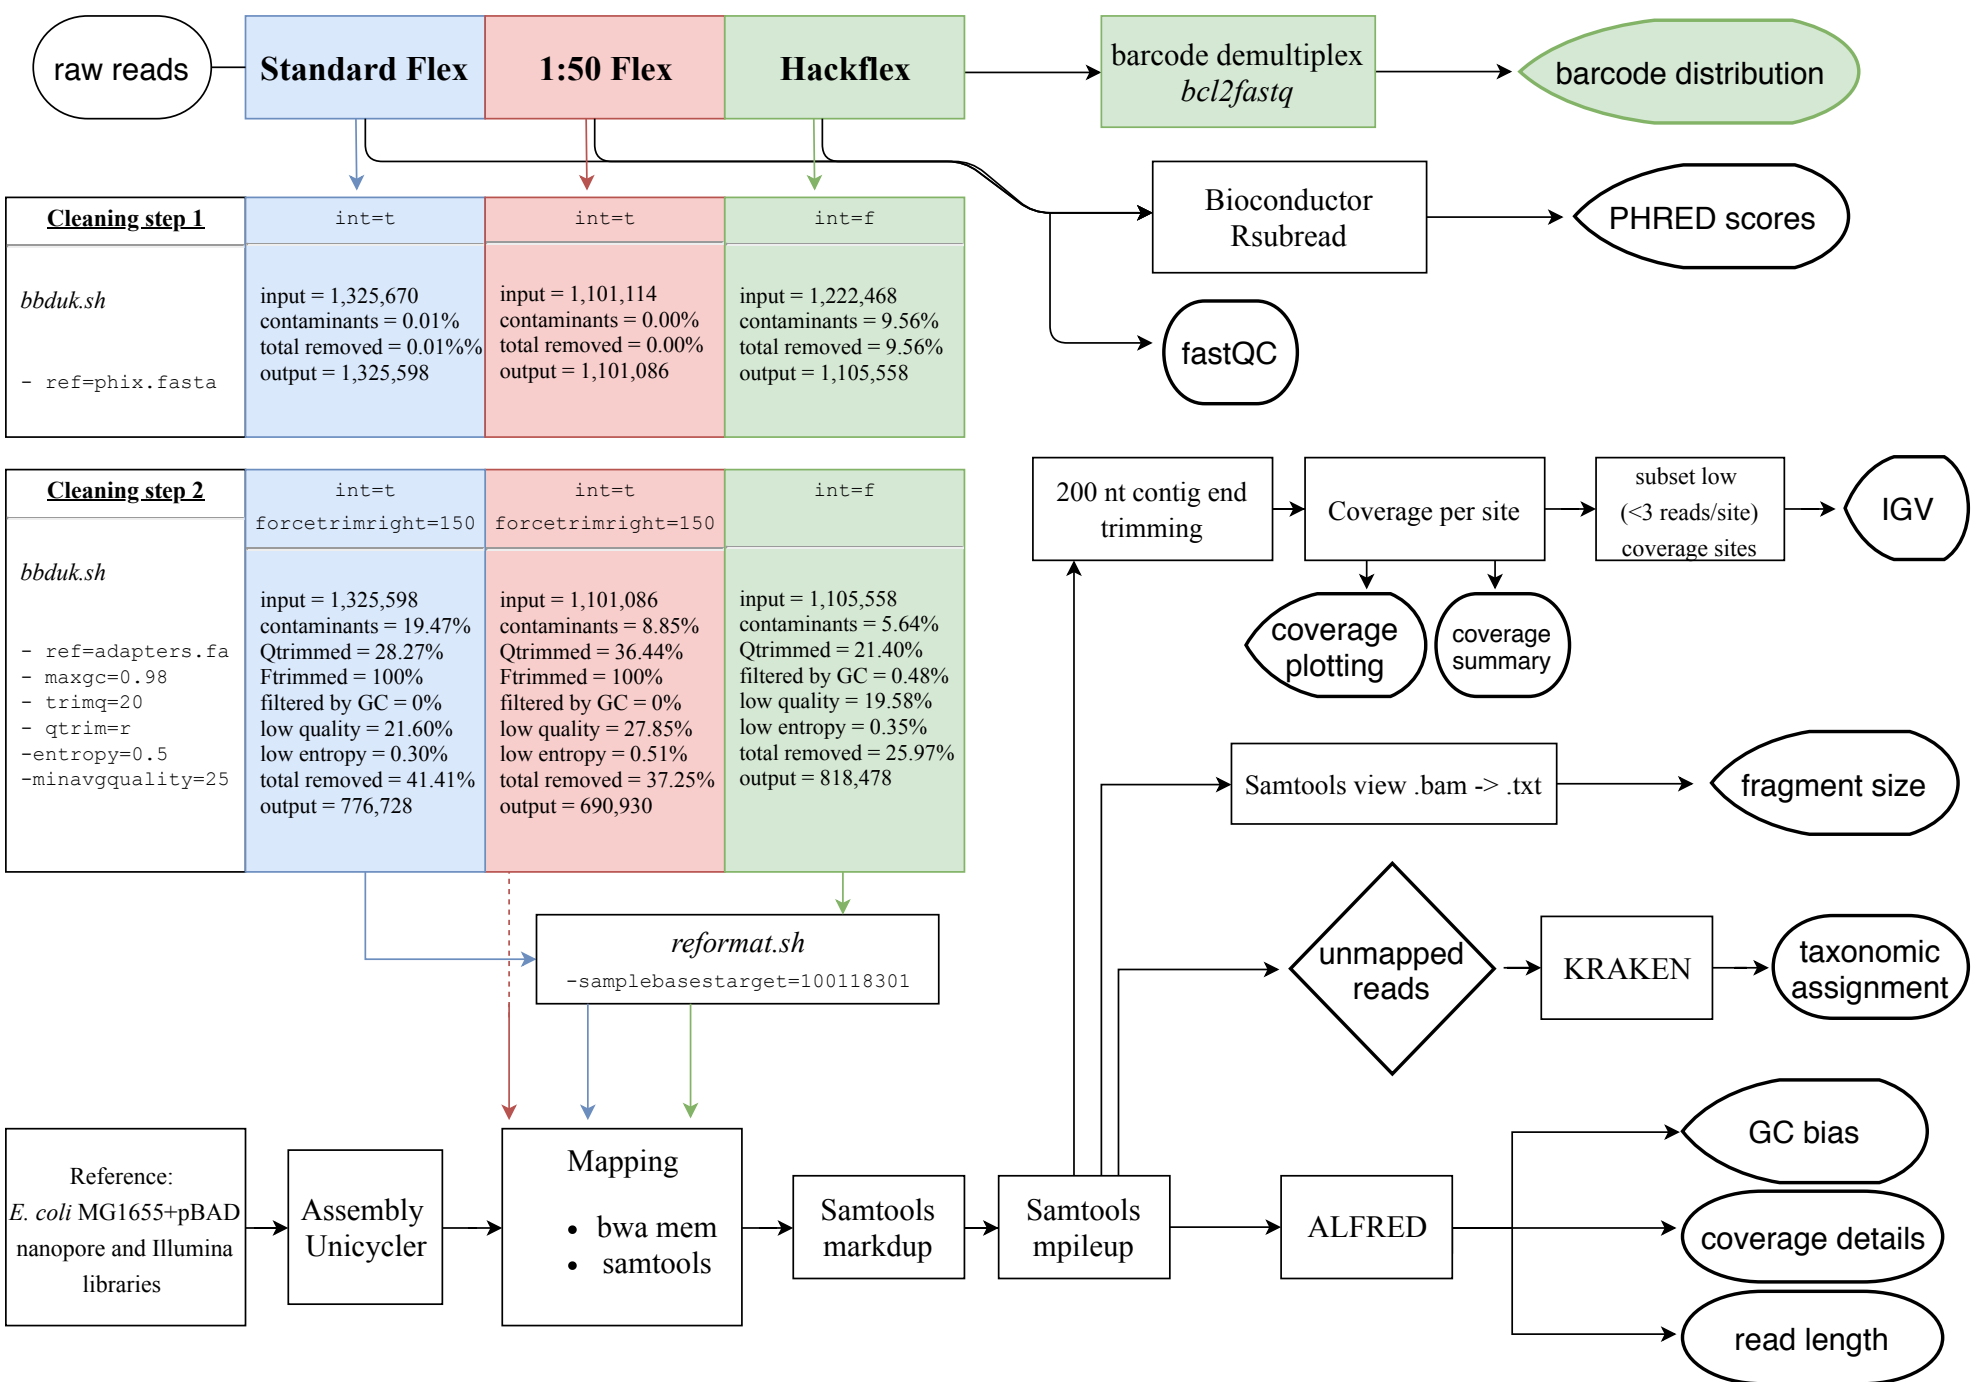 raw reads
Standard Flex
1:50 Flex
Hackflex
barcode demultiplex
bcl2fastq
barcode distribution
Bioconductor
Rsubread
PHRED scores
fastQC
Cleaning step 1
bbduk.sh
- ref=phix.fasta
int=t
input = 1,325,670
contaminants = 0.01%
total removed = 0.01%%
output = 1,325,598
int=t
input = 1,101,114
contaminants = 0.00%
total removed = 0.00%
output = 1,101,086
int=f
input = 1,222,468
contaminants = 9.56%
total removed = 9.56%
output = 1,105,558
Cleaning step 2
bbduk.sh
- ref=adapters.fa
- maxgc=0.98
- trimq=20
- qtrim=r
-entropy=0.5
-minavgquality=25
int=t
forcetrimright=150
input = 1,325,598
contaminants = 19.47%
Qtrimmed = 28.27%
Ftrimmed = 100%
filtered by GC = 0%
low quality = 21.60%
low entropy = 0.30%
total removed = 41.41%
output = 776,728
int=t
forcetrimright=150
input = 1,101,086
contaminants = 8.85%
Qtrimmed = 36.44%
Ftrimmed = 100%
filtered by GC = 0%
low quality = 27.85%
low entropy = 0.51%
total removed = 37.25%
output = 690,930
int=f
input = 1,105,558
contaminants = 5.64%
Qtrimmed = 21.40%
filtered by GC = 0.48%
low quality = 19.58%
low entropy = 0.35%
total removed = 25.97%
output = 818,478
200 nt contig end
trimming
Coverage per site
subset low
(<3 reads/site)
coverage sites
IGV
coverage
plotting
coverage
summary
Samtools view .bam -> .txt
fragment size
reformat.sh
-samplebasestarget=100118301
unmapped
reads
KRAKEN
taxonomic
assignment
Reference:
E. coli MG1655+pBAD
nanopore and Illumina
libraries
Assembly
Unicycler
Mapping
• bwa mem
• samtools
Samtools
markdup
Samtools
mpileup
ALFRED
GC bias
coverage details
read length